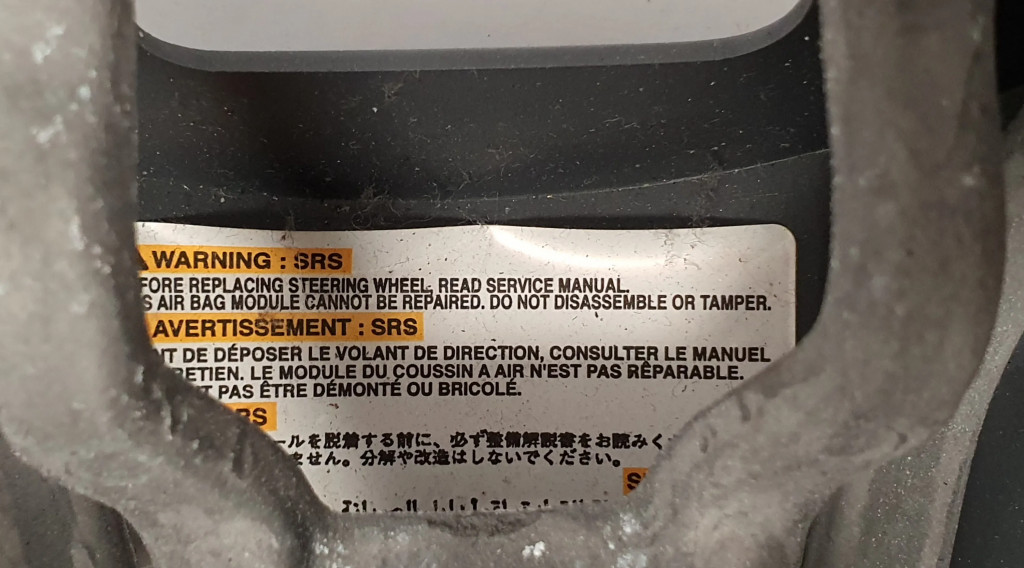 WARNING : SRS
FORE REPLACING STEERING WHEEL, READ SERVICE MANUAL.
S AIR BAG MODULE CANNOT BE REPAIRED. DO NOT DISASSEMBLE OR TAMPER.
AVERTISSEMENT : SRS
NT DE DÉPOSER LE VOLANT DE DIRECTION, CONSULTER LE MANUEL
RETIEN. LE MODULE DU COUSSIN A AIR N'EST PAS RÊPARABLE.
T PAS ÊTRE DÉMONTÉ OU BRICOLÉ.
RS
ールを脱着する前に、必ず整備解説書をお読みく
ません。分解や改造はしないでください。
S